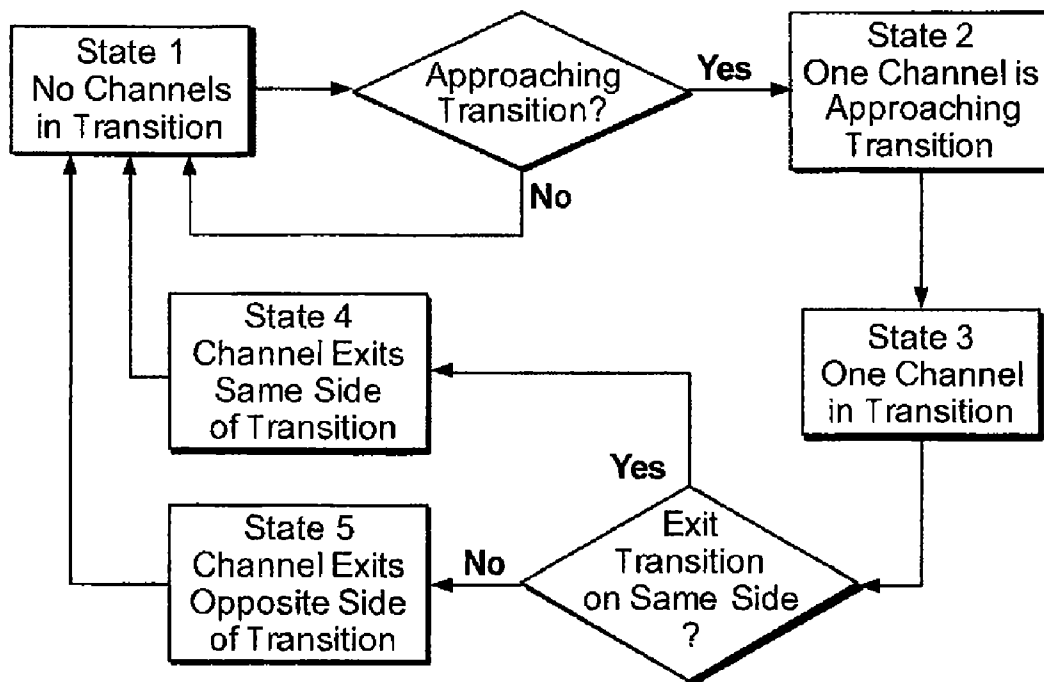 State 1
No Channels
in Transition
Approaching
Transition?
Yes
No
State 2
One Channel is
Approaching
Transition
State 3
One Channel
in Transition
Exit
Transition
on Same Side
?
Yes
No
State 4
Channel Exits
Same Side
of Transition
State 5
Channel Exits
Opposite Side
of Transition